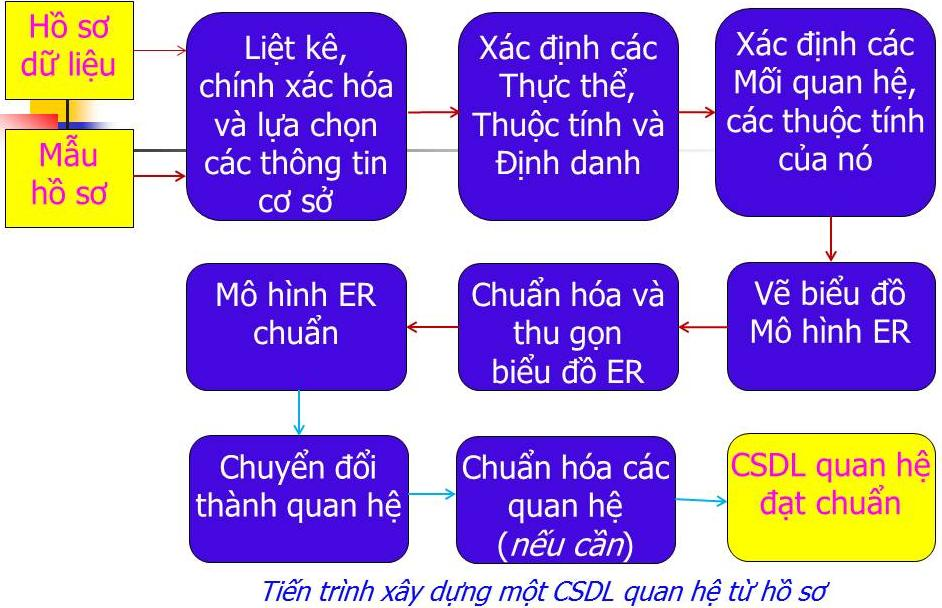 Hồ sơ
dữ liệu
Mẫu
hồ sơ
Liệt kê,
chính xác hóa
và lựa chọn
các thông tin
cơ sở
Xác định các
Thực thể,
Thuộc tính và
Định danh
Xác định các
Mối quan hệ,
các thuộc tính
của nó
Vẽ biểu đồ
Mô hình ER
Chuẩn hóa và
thu gọn
biểu đồ ER
Mô hình ER
chuẩn
Chuyển đổi
thành quan hệ
Chuẩn hóa các
quan hệ
(nếu cần)
CSDL quan hệ
đạt chuẩn
Tiến trình xây dựng một CSDL quan hệ từ hồ sơ